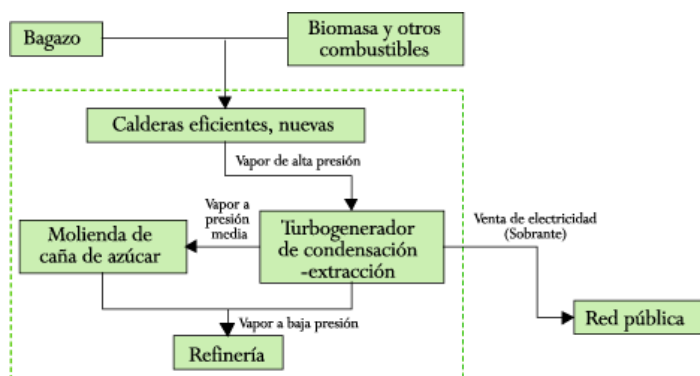 Bagazo
Biomasa y otros
combustibles
Calderas eficientes, nuevas
Vapor de alta presión
Vapor a
presión
media
Molienda de
caña de azúcar
Turbogenerador
de condensación
-extracción
Venta de electricidad
(Sobrante)
Red pública
Vapor a baja presión
Refinería